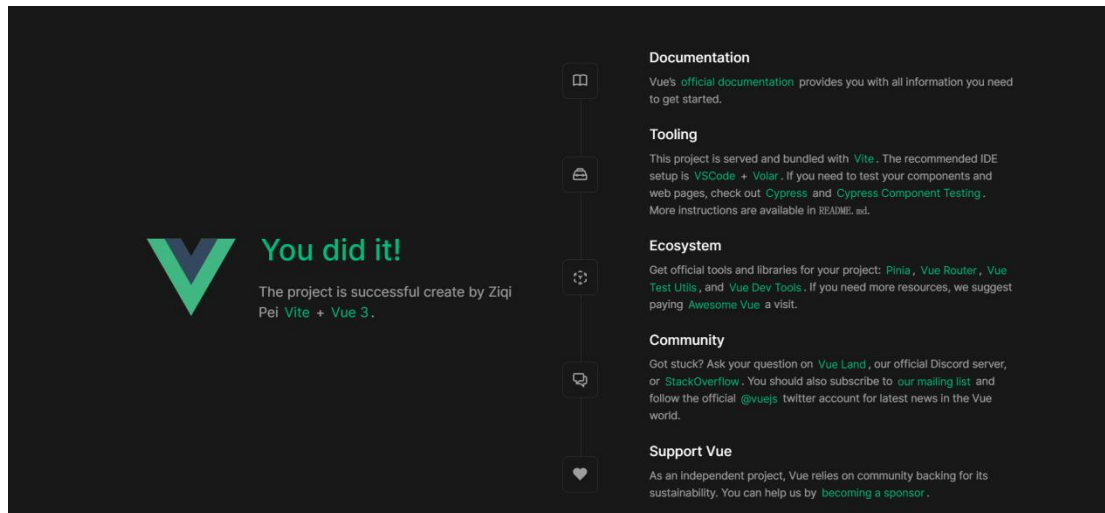 You did it!
The project is successful create by Ziqi
Pei Vite + Vue 3.
Documentation
Vue's official documentation provides you with all information you need
to get started.
Tooling
This project is served and bundled with Vite. The recommended IDE
setup is VSCode + Volar. If you need to test your components and
web pages, check out Cypress and Cypress Component Testing.
More instructions are available in README.md.
Ecosystem
Get official tools and libraries for your project: Pinia, Vue Router, Vue
Test Utils, and Vue Dev Tools. If you need more resources, we suggest
paying Awesome Vue a visit.
Community
Got stuck? Ask your question on Vue Land, our official Discord server,
or StackOverflow. You should also subscribe to our mailing list and
follow the official @vuejs twitter account for latest news in the Vue
world.
Support Vue
As an independent project, Vue relies on community backing for its
sustainability. You can help us by becoming a sponsor.